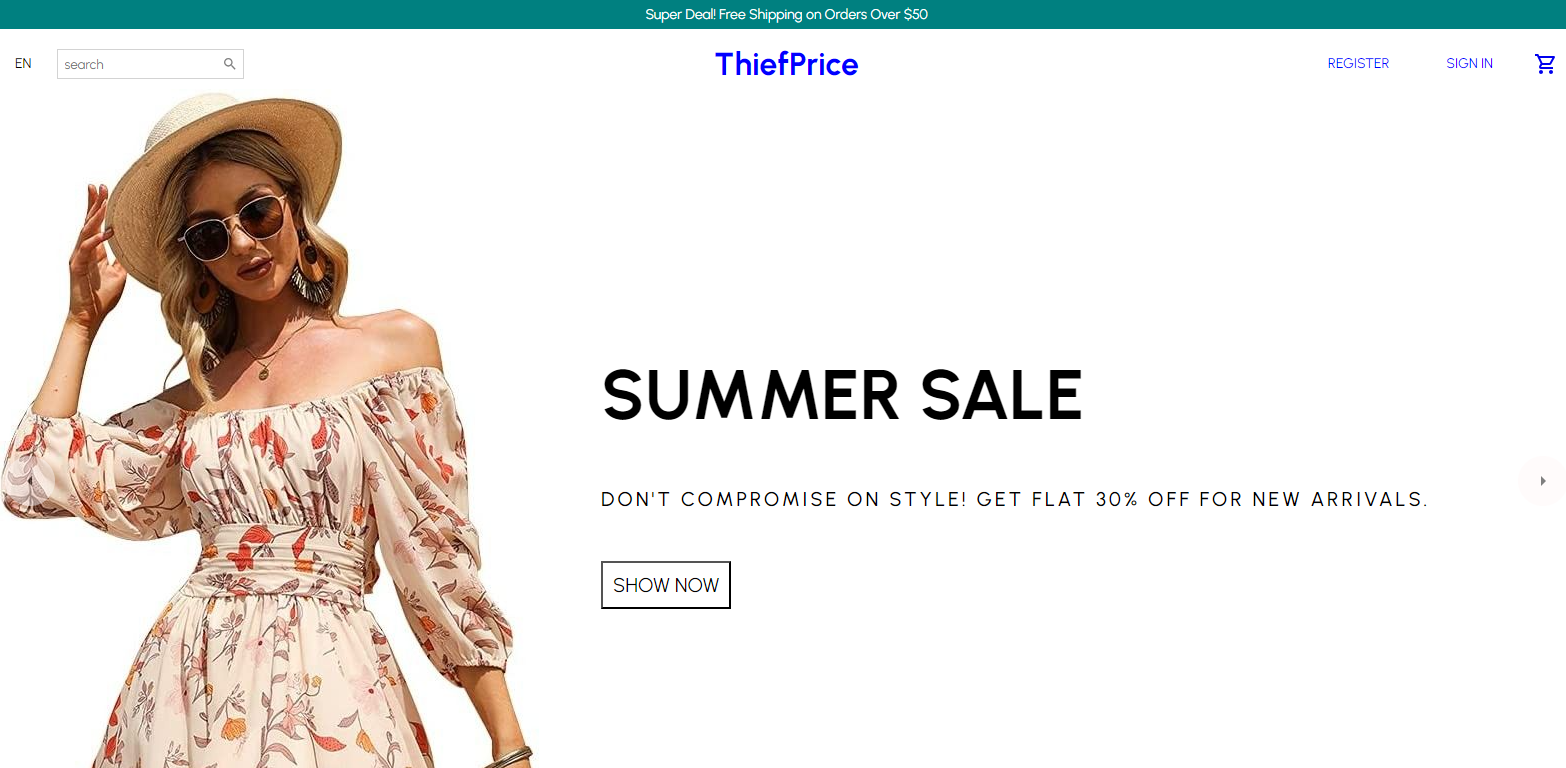 Super Deal! Free Shipping on Orders Over $50
EN
search
ThiefPrice
REGISTER
SIGN IN
SUMMER SALE
DON'T COMPROMISE ON STYLE! GET FLAT 30% OFF FOR NEW ARRIVALS.
SHOW NOW